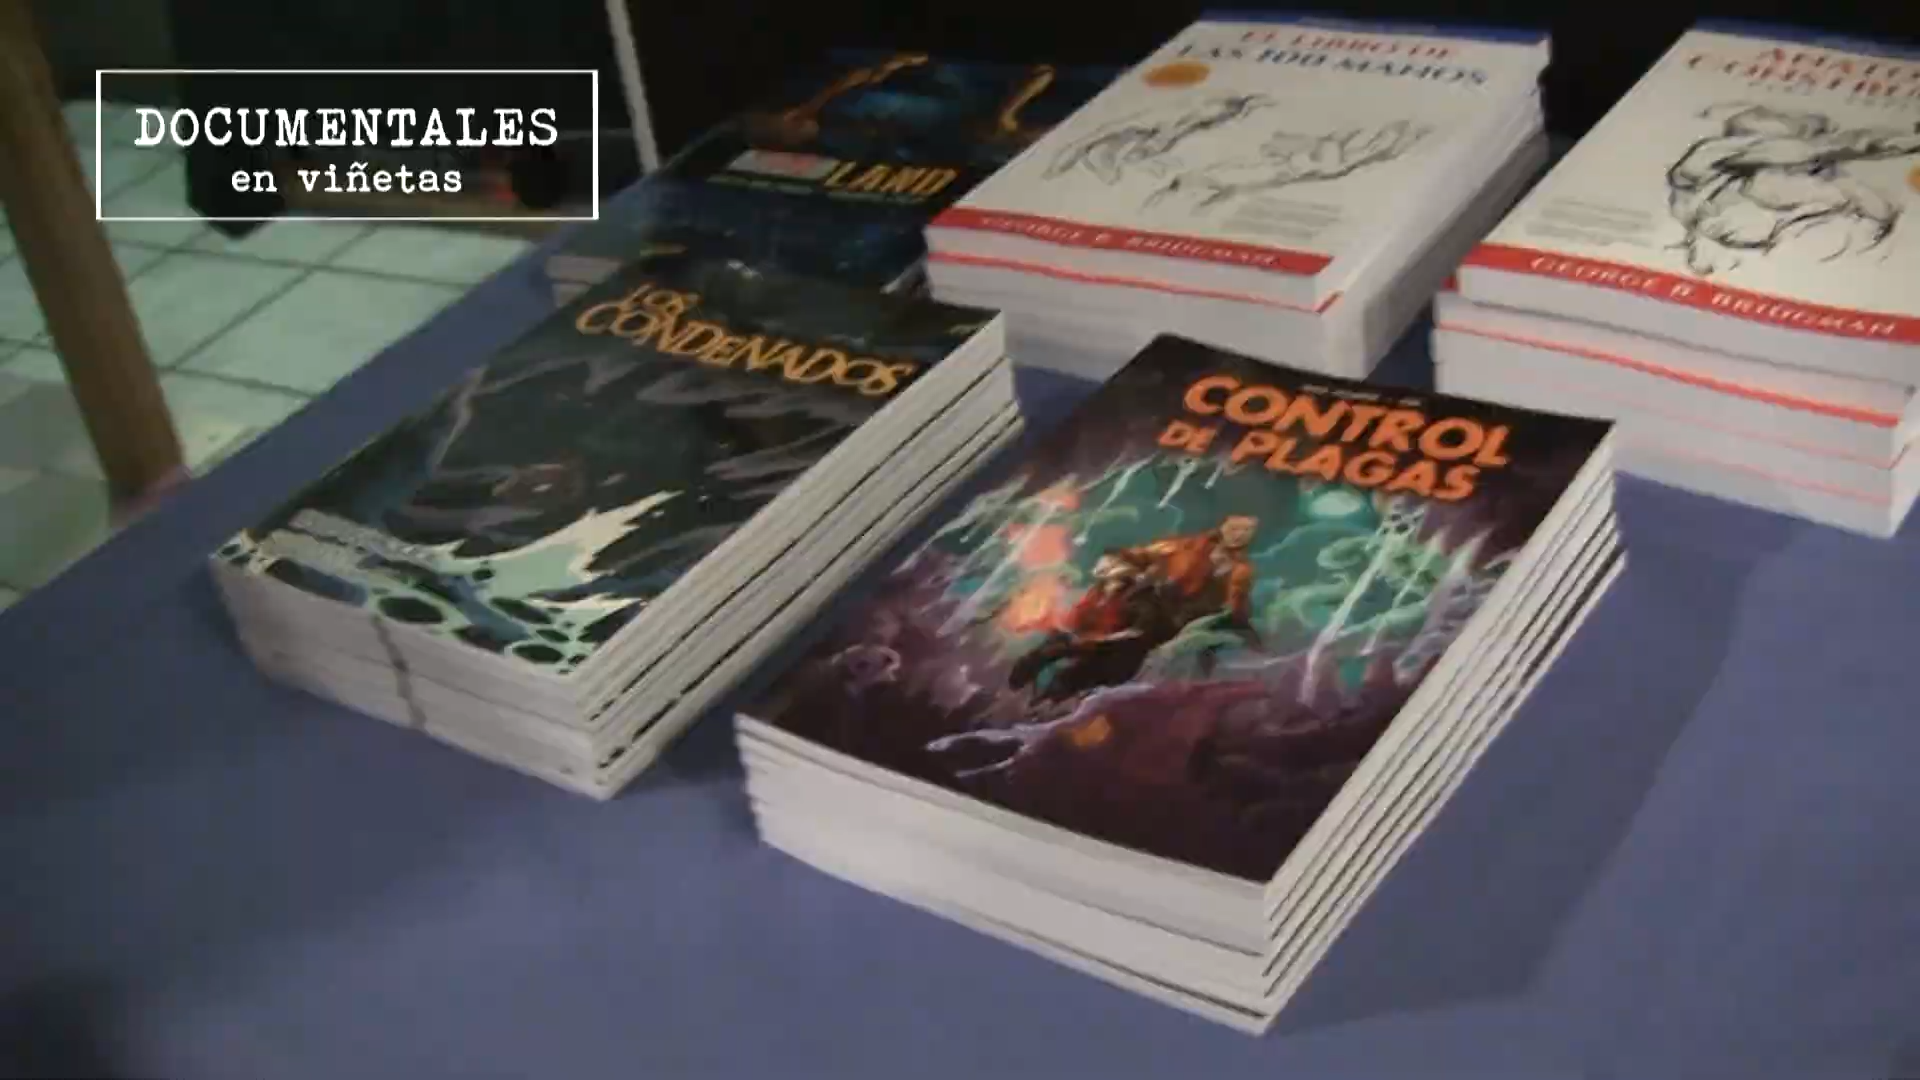 DOCUMENTALES
en viñetas
LAND
EL LIBRO DE
LAS 100 MANOS
GEORGE B. BRIDGMAN
GEORGE B. BRIDGMAN
LOS
CONDENADOS
CONTROL
DE PLAGAS